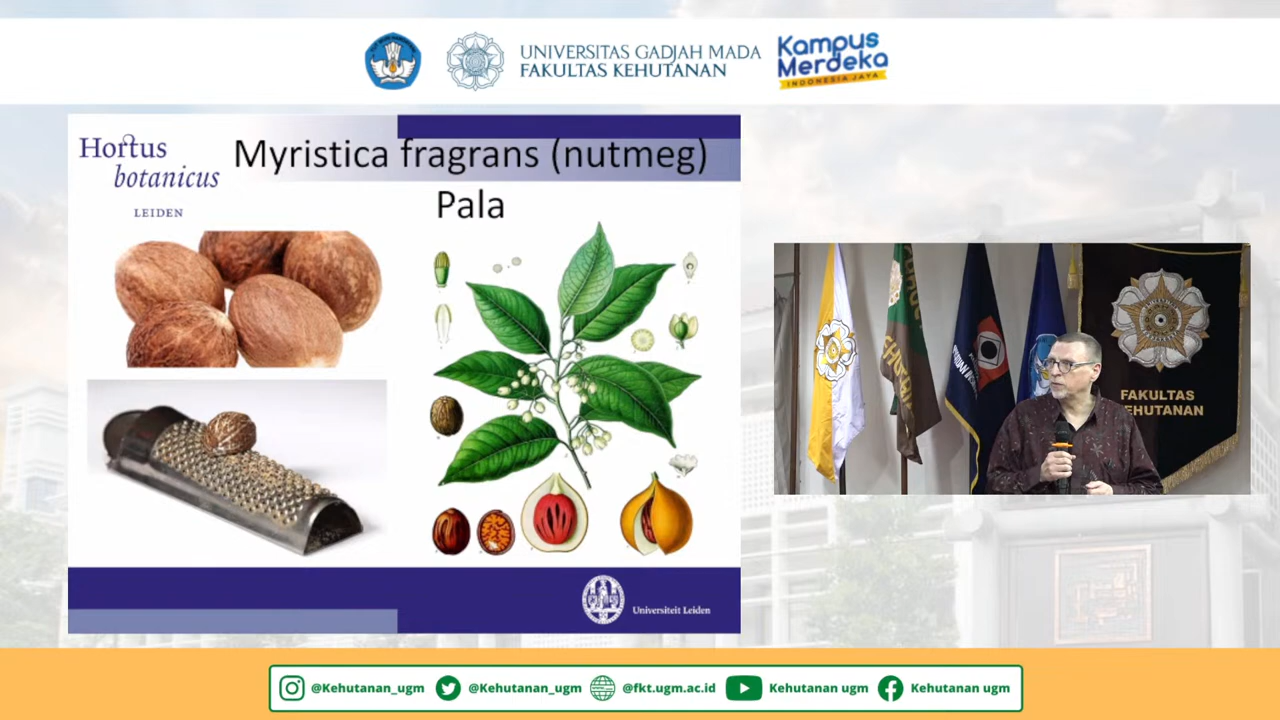 UNIVERSITAS GADJAH MADA
FAKULTAS KEHUTANAN
Kampus
Merdeka
INDONESIA JAYA
Hortus
botanicus
LEIDEN
Myristica fragrans (nutmeg)
Pala
Universiteit Leiden
FAKULTAS
EHUTANAN
@Kehutanan_ugm
@Kehutanan_ugm
@fkt.ugm.ac.id
Kehutanan ugm
Kehutanan ugm